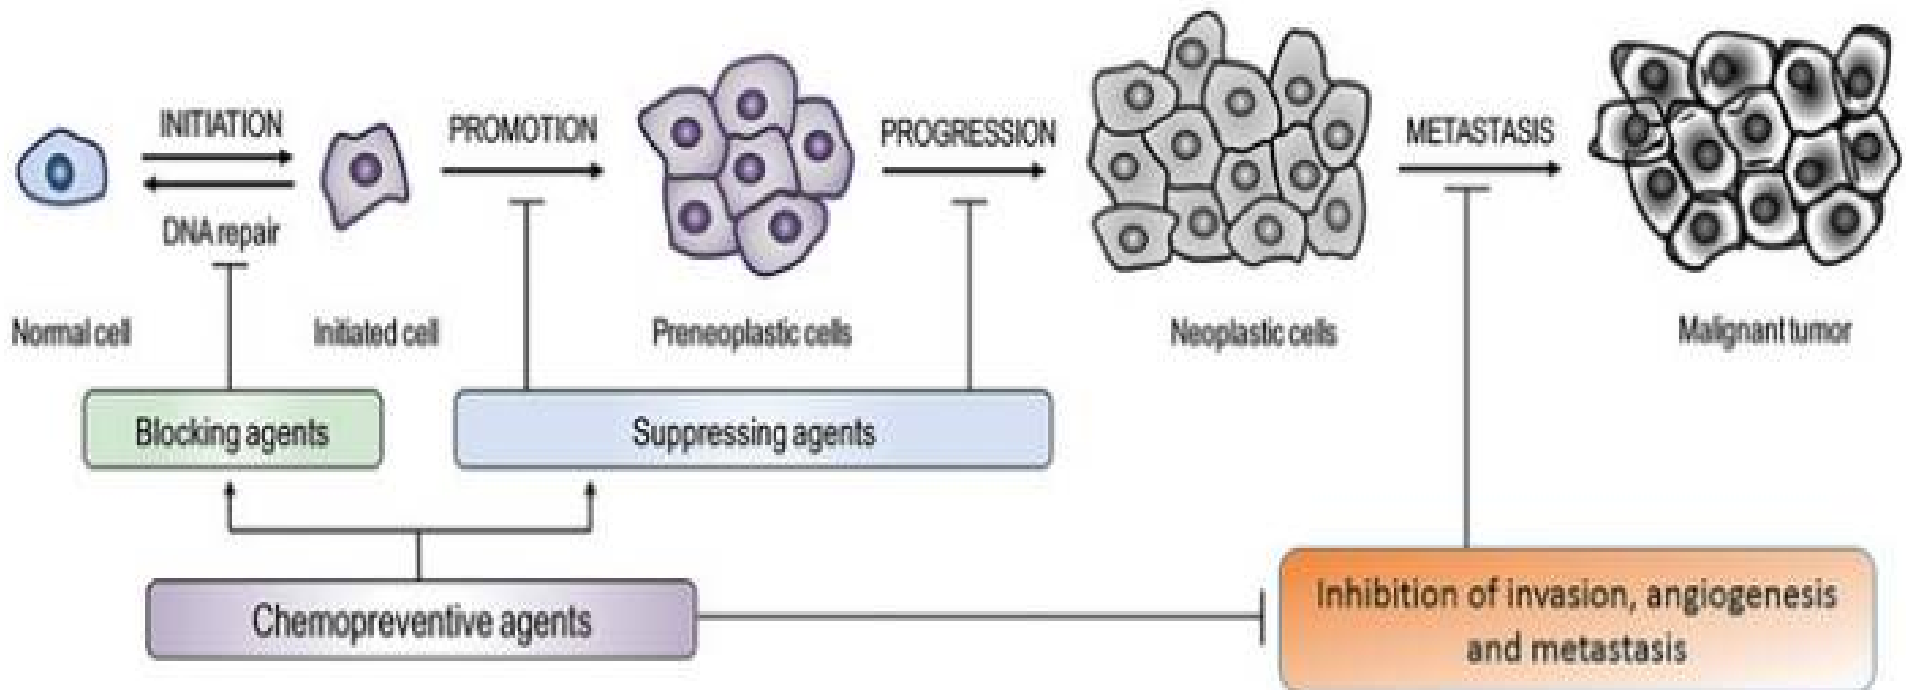 INITIATION
PROMOTION
PROGRESSION
METASTASIS
DNA repair
Normal cell
Initiated cell
Preneoplastic cells
Neoplastic cells
Malignant tumor
Blocking agents
Suppressing agents
Chemopreventive agents
Inhibition of invasion, angiogenesis
and metastasis